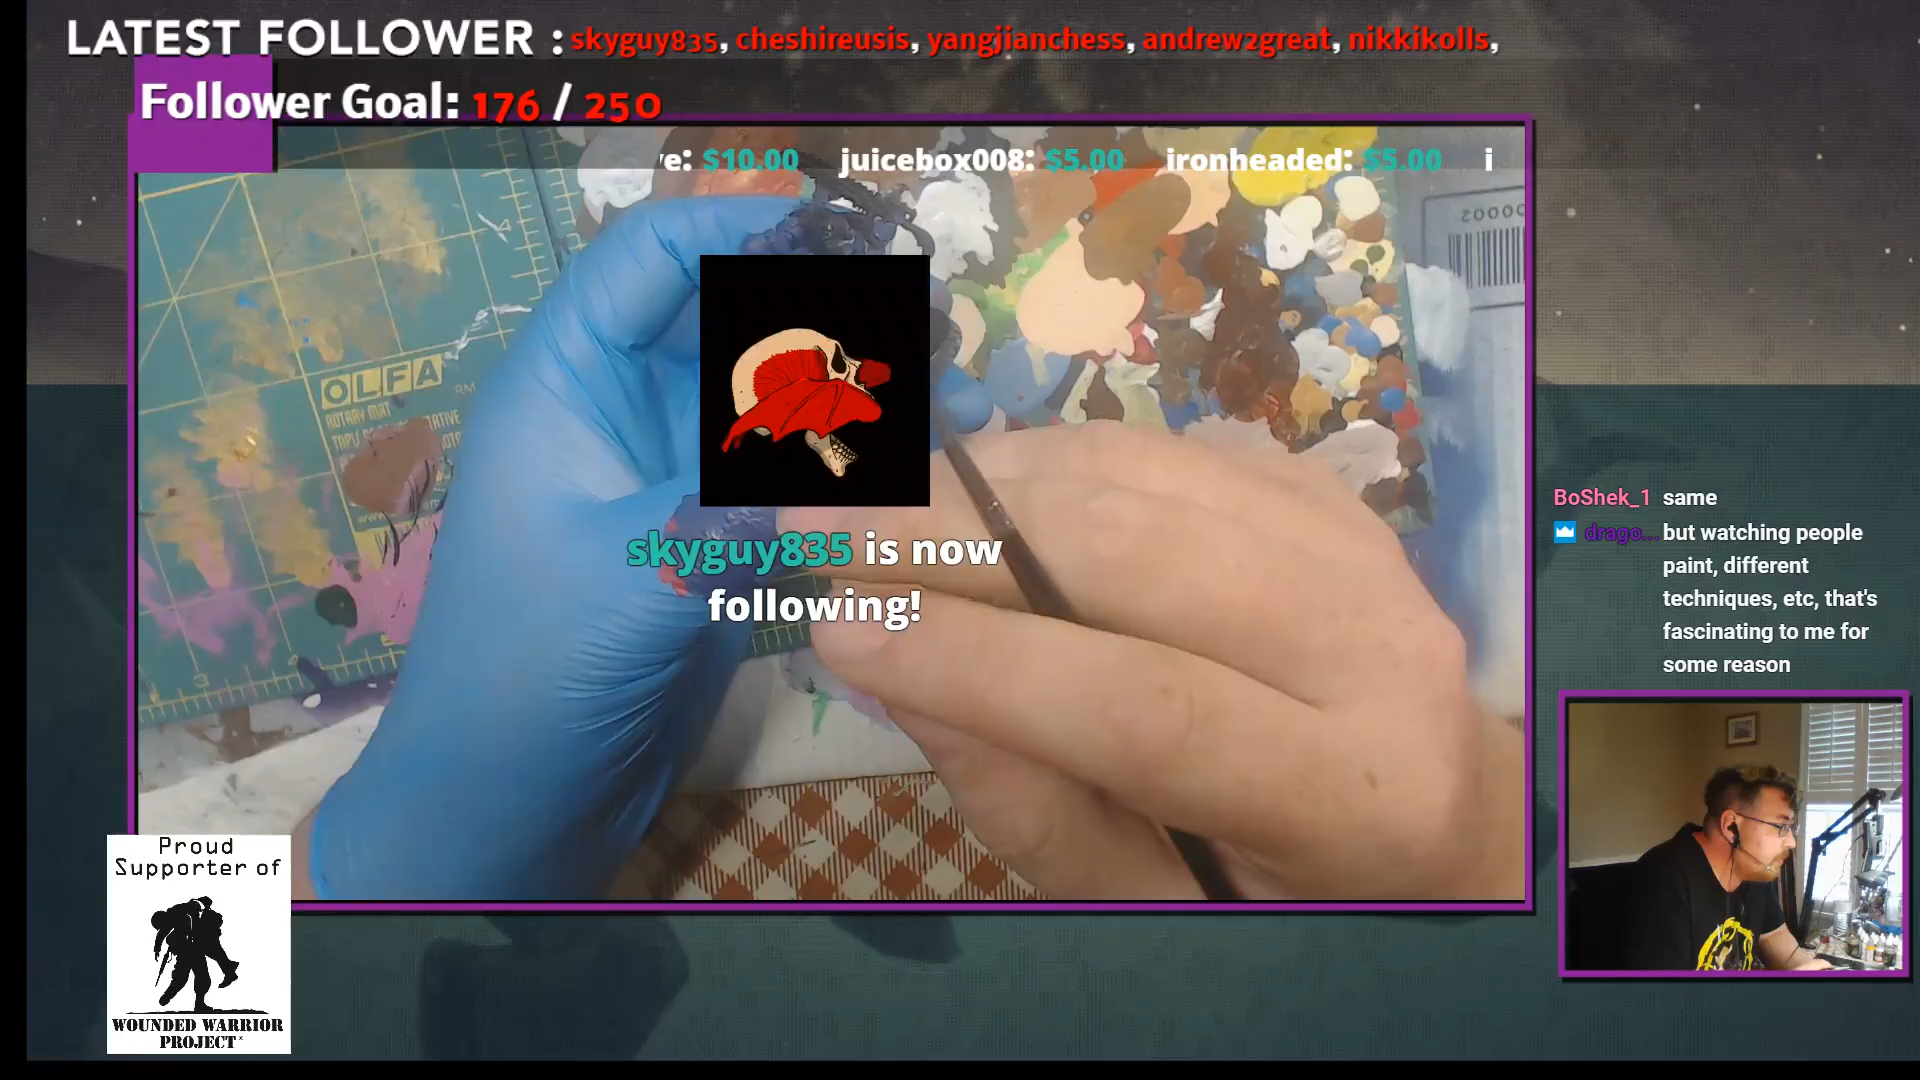 LATEST FOLLOWER : skyguy835, cheshireusis, yangjianchess, andrew2great, nikkikolls,
Follower Goal: 176 / 250
e: $10.00 juicebox008: $5.00 ironheaded: $5.00 i
OLFA
ROTARY MAT
skyguy835 is now
following!
BoShek_1 same
drago... but watching people
paint, different
techniques, etc, that's
fascinating to me for
some reason
Proud
Supporter of
WOUNDED WARRIOR
PROJECT